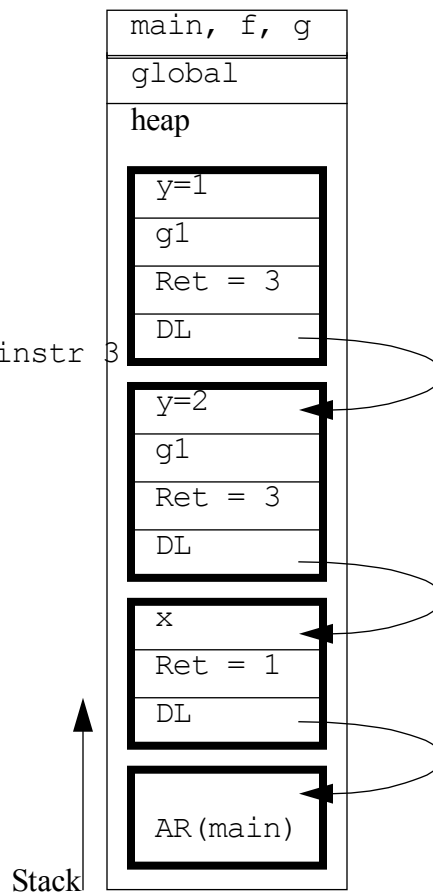 main, f, g
global
heap
y=1
g1
Ret = 3
DL
instr 3
y=2
g1
Ret = 3
DL
x
Ret = 1
DL
AR(main)
Stack